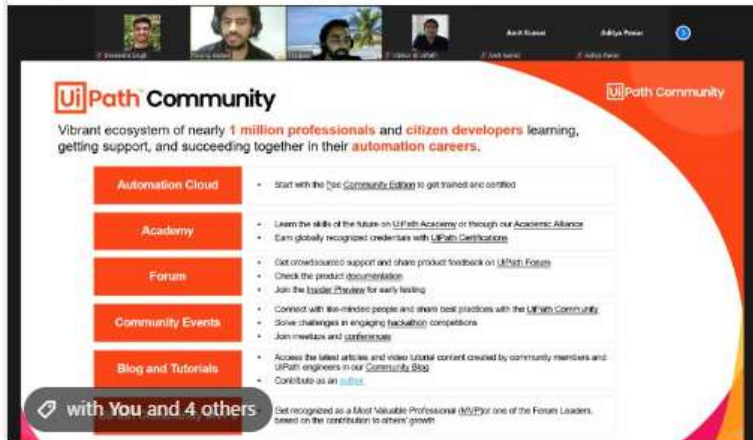 Devendra Singh
Amit Kumar
Aditya Pawar
Amit Kumar
Aditya Pawar
UiPath Community
UiPath Community
Vibrant ecosystem of nearly 1 million professionals and citizen developers learning,
getting support, and succeeding together in their automation careers.
Automation Cloud
• Start with the free Community Edition to get trained and certified
Academy
• Learn the skills of the future on UiPath Academy or through our Academic Alliance
• Earn globally recognized credentials with UiPath Certifications
Forum
• Get crowdsourced support and share product feedback on UiPath Forum
• Check the product documentation
• Join the Insider Preview for early testing
Community Events
• Connect with like-minded people and share best practices with the UiPath Community
• Solve challenges in engaging hackathon competitions
• Join meetups and conferences
Blog and Tutorials
• Access the latest articles and video tutorial content created by community members and
UiPath engineers in our Community Blog
• Contribute as an author
with You and 4 others
Get recognized as a Most Valuable Professional (MVP)or one of the Forum Leaders,
based on the contribution to others' growth